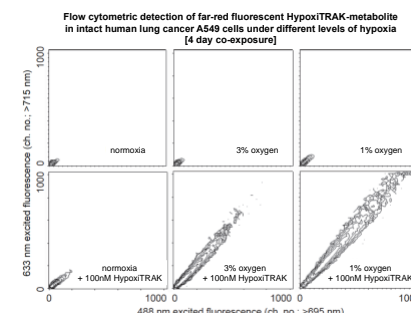 Flow cytometric detection of far-red fluorescent HypoxiTRAK-metabolite
in intact human lung cancer A549 cells under different levels of hypoxia
[4 day co-exposure]
633 nm excited fluorescence (ch. no.; >715 nm)
1000
0
normoxia
3% oxygen
1% oxygen
1000
0
normoxia
+ 100nM HypoxiTRAK
3% oxygen
+ 100nM HypoxiTRAK
1% oxygen
+ 100nM HypoxiTRAK
0
1000
1000
488 nm excited fluorescence (ch. no.; >695 nm)